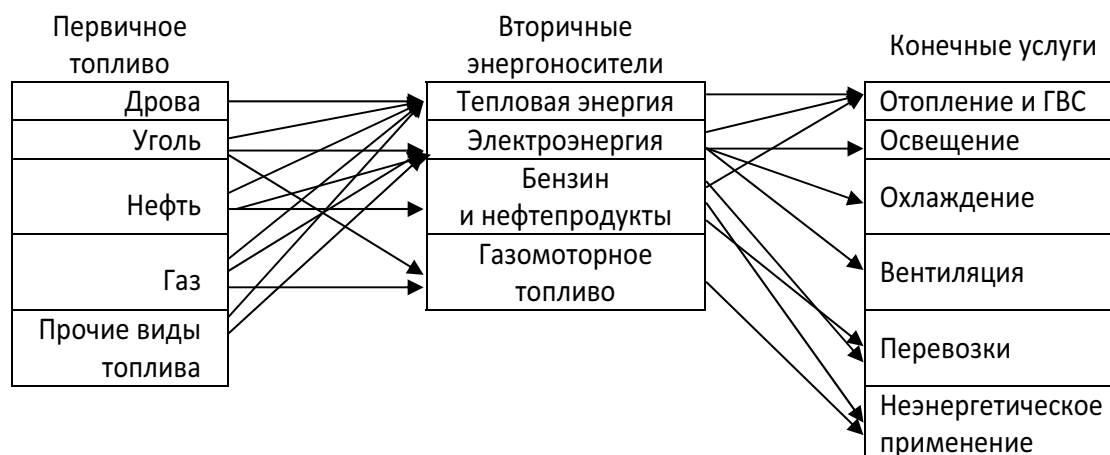 Первичное
топливо
Дрова
Уголь
Нефть
Газ
Прочие виды
топлива
Вторичные
энергоносители
Тепловая энергия
Электроэнергия
Бензин
и нефтепродукты
Газомоторное
топливо
Конечные услуги
Отопление и ГВС
Освещение
Охлаждение
Вентиляция
Перевозки
Неэнергетическое
применение